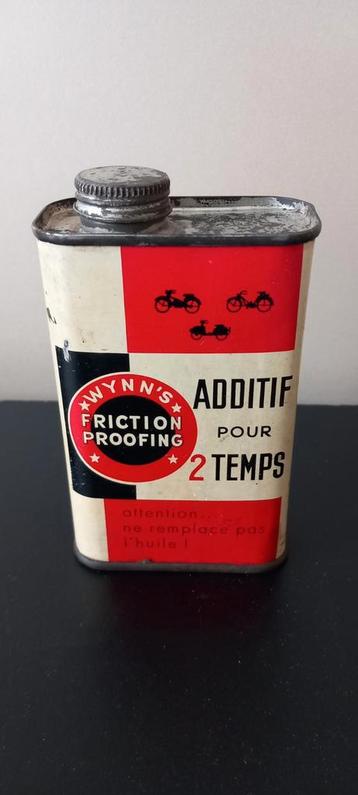 WYNN'S
FRICTION
PROOFING
ADDITIF
POUR
2 TEMPS
attention...
ne remplace pas
l'huile !